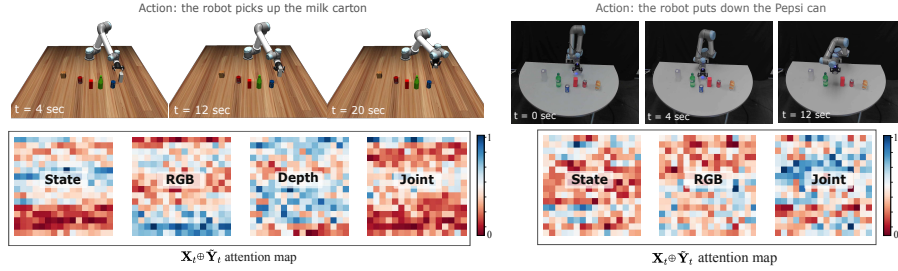 Action: the robot picks up the milk carton
t = 4 sec
t = 12 sec
t = 20 sec
State
RGB
Depth
Joint
1
0
X_t ⊕ Ỹ_t attention map
Action: the robot puts down the Pepsi can
t = 0 sec
t = 4 sec
t = 12 sec
State
RGB
Joint
1
0
X_t ⊕ Ỹ_t attention map